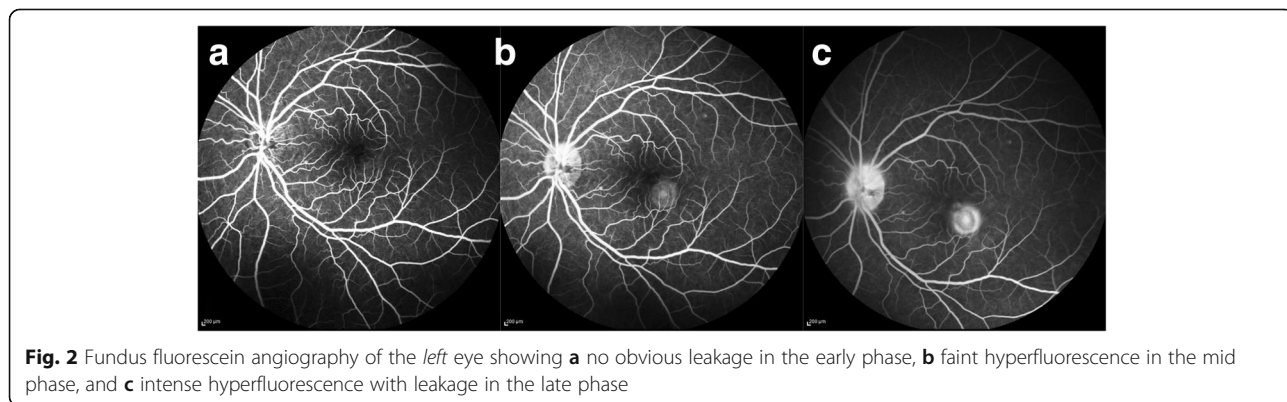 a
b
c
200 µm
200 µm
200 µm
Fig. 2 Fundus fluorescein angiography of the left eye showing a no obvious leakage in the early phase, b faint hyperfluorescence in the mid
phase, and c intense hyperfluorescence with leakage in the late phase